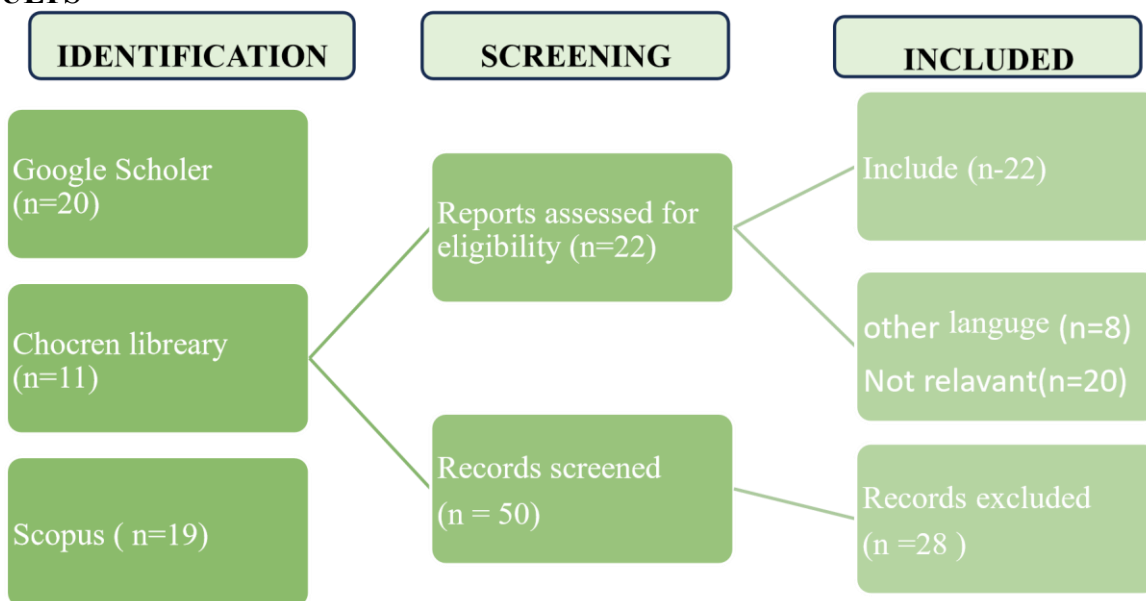 IDENTIFICATION
SCREENING
INCLUDED
Google Scholer
(n=20)
Chocren libreary
(n=11)
Scopus ( n=19)
Reports assessed for
eligibility (n=22)
Records screened
(n = 50)
Include (n-22)
other languge (n=8)
Not relavant(n=20)
Records excluded
(n =28 )